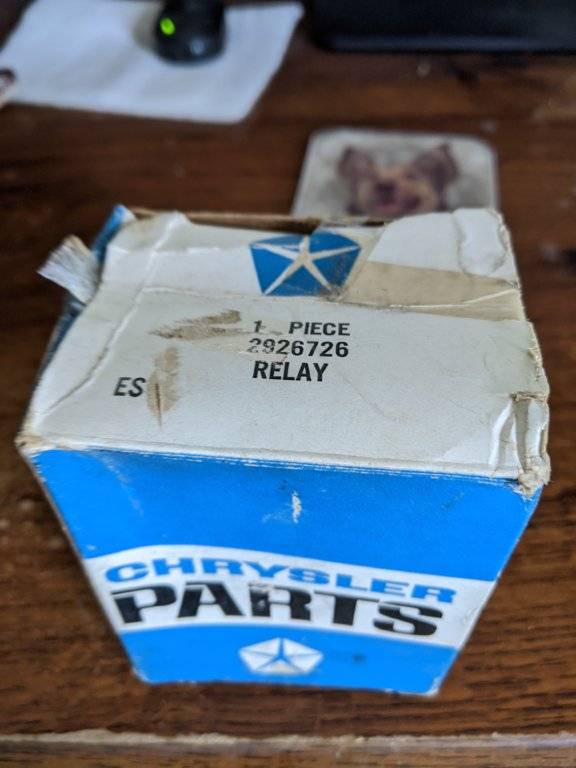 1 PIECE
2926726
RELAY
ES
CHRYSLER
PARTS